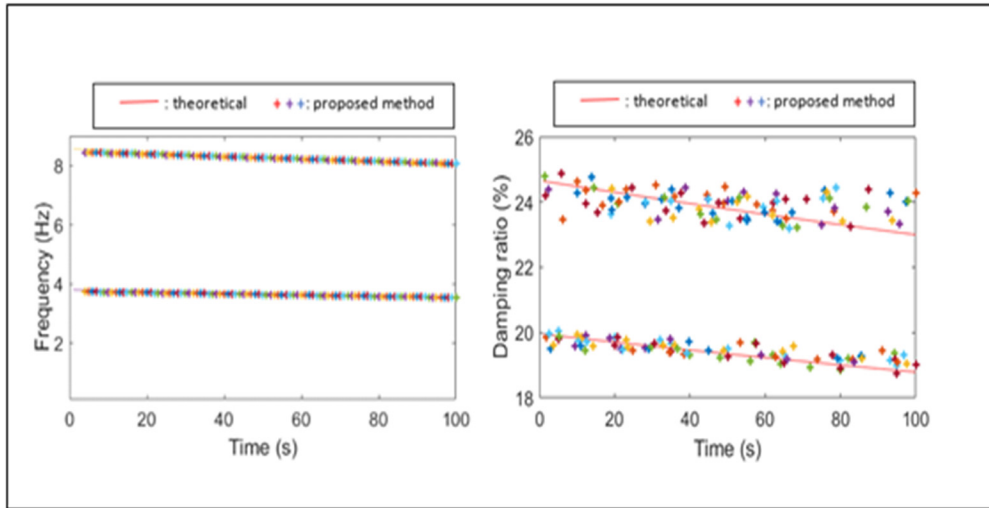 : theoretical : proposed method
Frequency (Hz)
8
6
4
2
0 20 40 60 80 100
Time (s)
: theoretical : proposed method
Damping ratio (%)
26
24
22
20
18
0 20 40 60 80 100
Time (s)